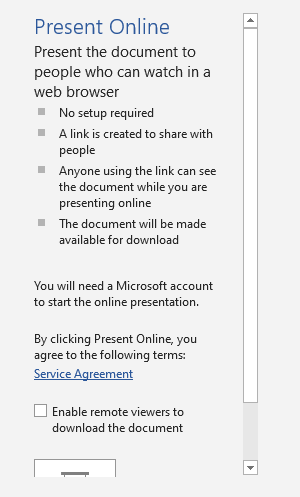 Present Online
Present the document to
people who can watch in a
web browser
No setup required
A link is created to share with
people
Anyone using the link can see
the document while you are
presenting online
The document will be made
available for download
You will need a Microsoft account
to start the online presentation.
By clicking Present Online, you
agree to the following terms:
Service Agreement
Enable remote viewers to
download the document